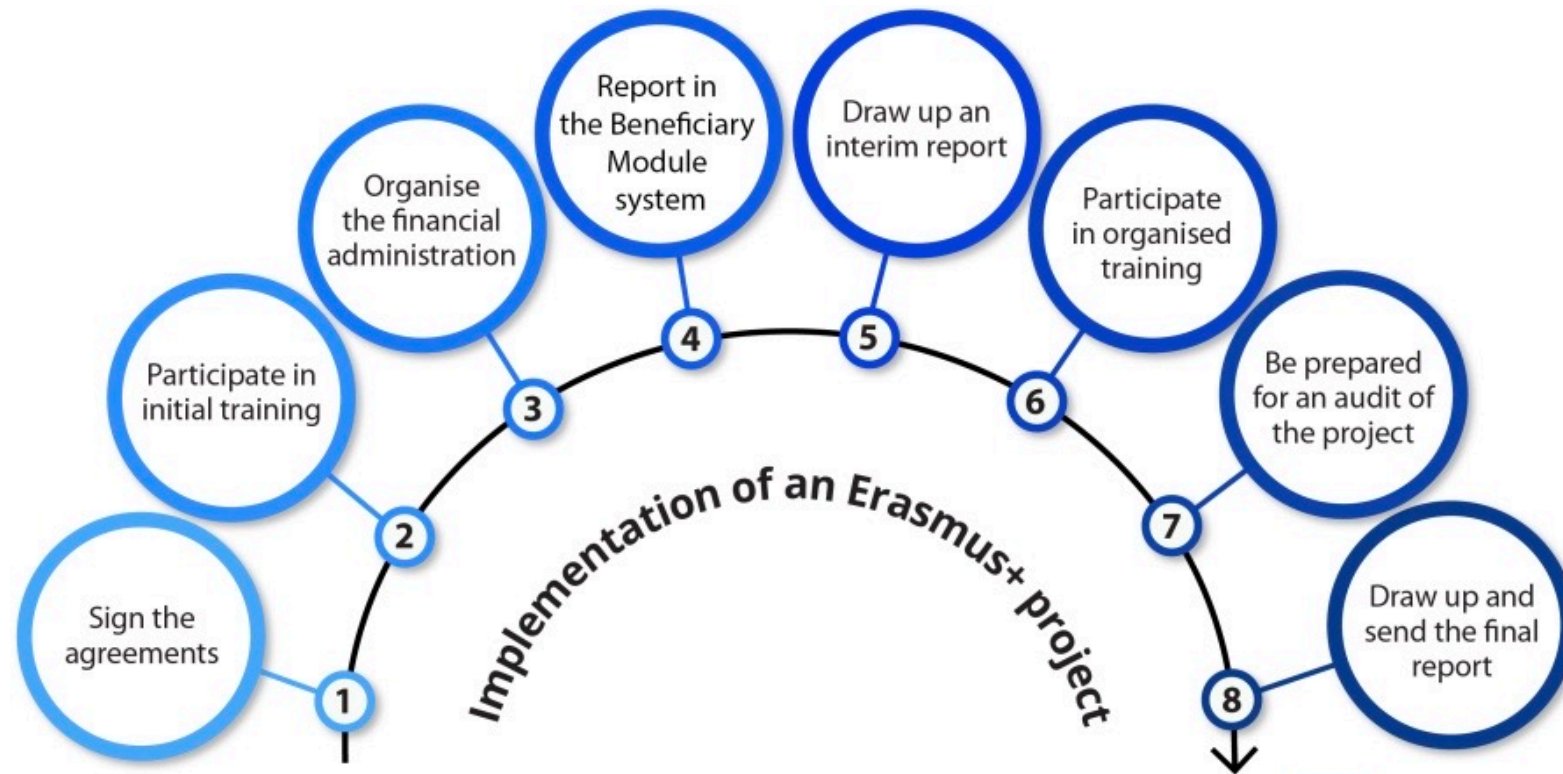 Sign the
agreements
1
Participate in
initial training
2
Organise
the financial
administration
3
Report in
the Beneficiary
Module
system
4
Draw up an
interim report
5
Participate
in organised
training
6
Be prepared
for an audit of
the project
7
Draw up and
send the final
report
8
Implementation of an Erasmus+ project